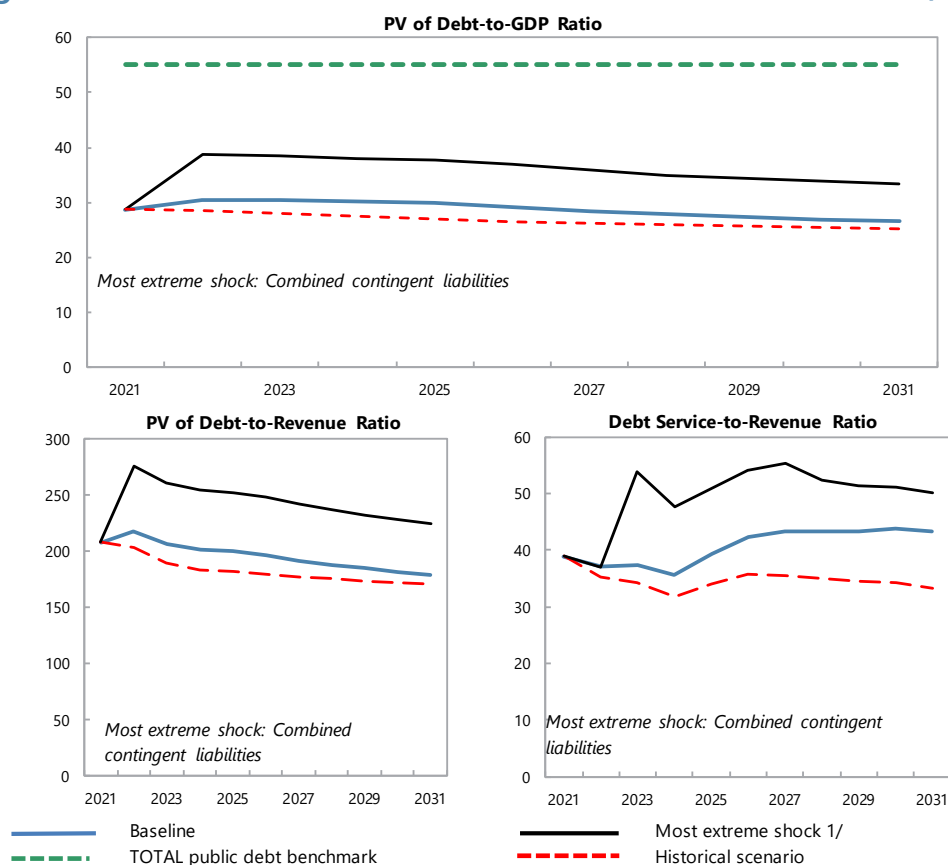 PV of Debt-to-GDP Ratio
60
50
40
30
20
10
0
Most extreme shock: Combined contingent liabilities
2021 2023 2025 2027 2029 2031
PV of Debt-to-Revenue Ratio
300
250
200
150
100
50
0
Most extreme shock: Combined
contingent liabilities
2021 2023 2025 2027 2029 2031
Debt Service-to-Revenue Ratio
60
50
40
30
20
10
0
Most extreme shock: Combined contingent
liabilities
2021 2023 2025 2027 2029 2031
Baseline
TOTAL public debt benchmark
Most extreme shock 1/
Historical scenario